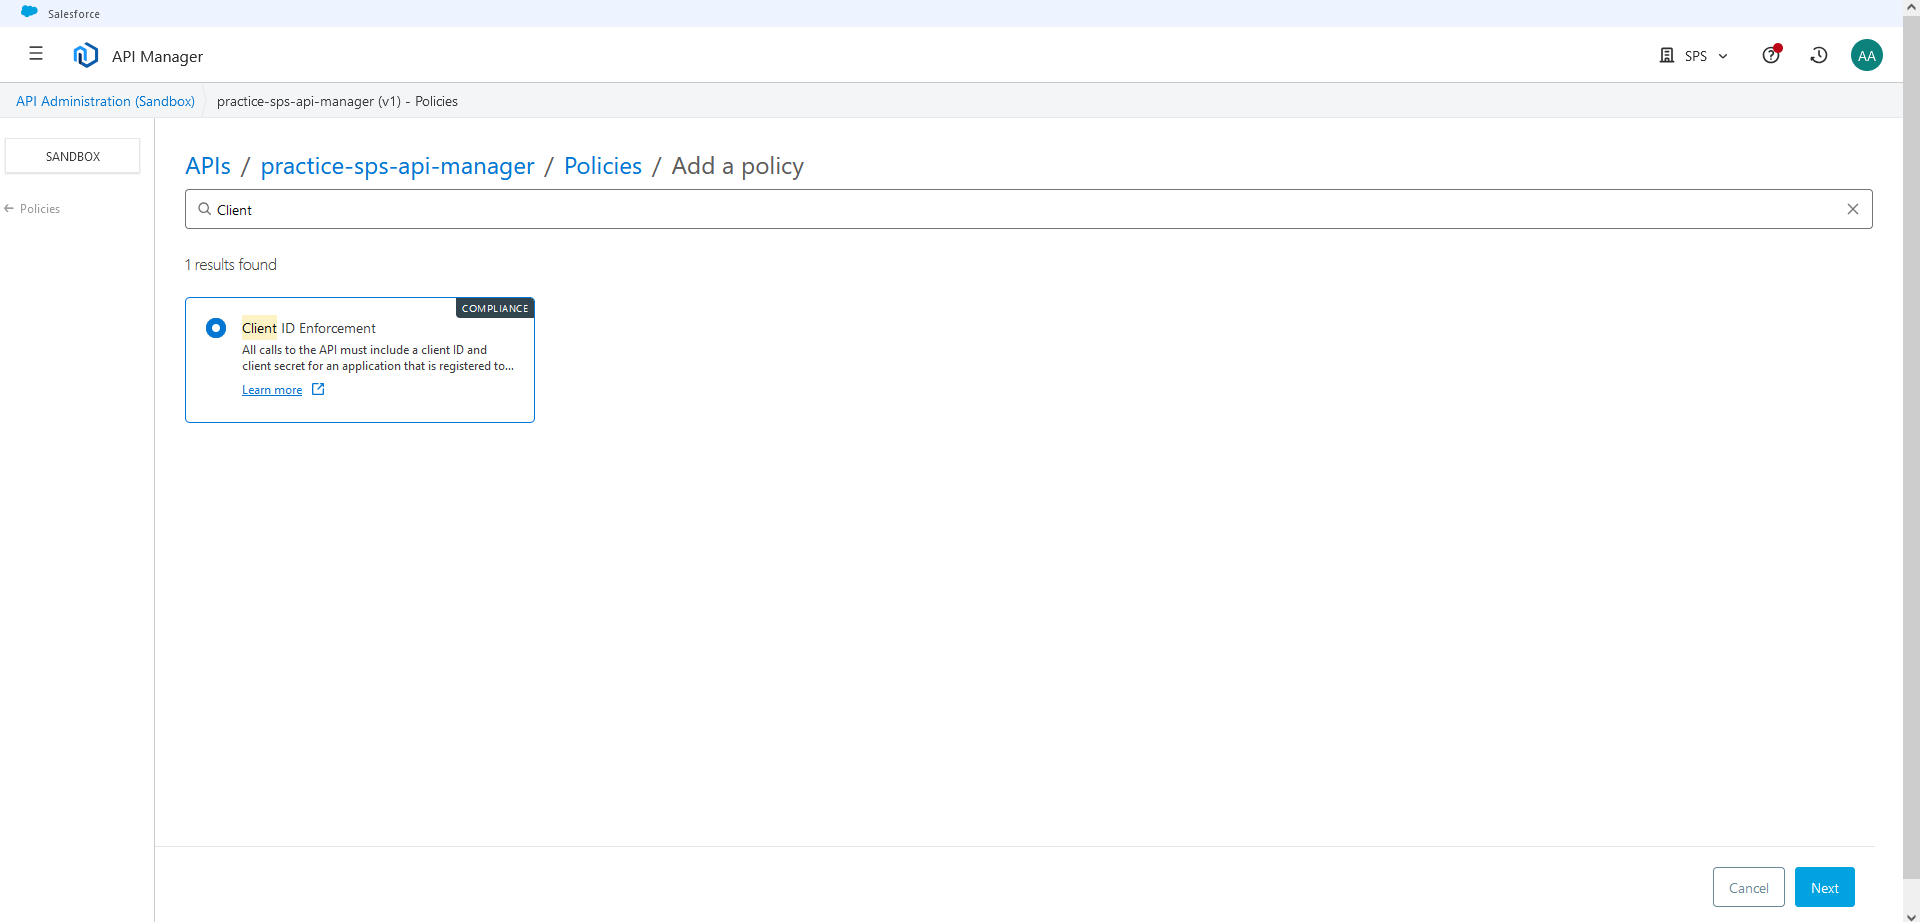 Salesforce
API Manager
SPS
AA
API Administration (Sandbox)
practice-sps-api-manager (v1) - Policies
SANDBOX
Policies
APIs / practice-sps-api-manager / Policies / Add a policy
Client
1 results found
COMPLIANCE
Client ID Enforcement
All calls to the API must include a client ID and
client secret for an application that is registered to...
Learn more
Cancel
Next